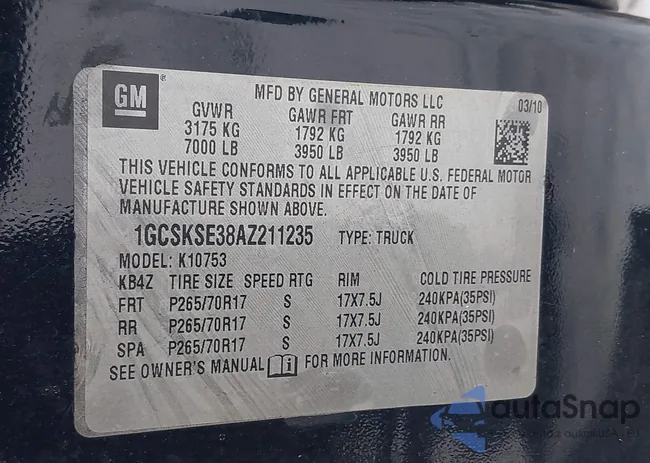 GM ®
MFD BY GENERAL MOTORS LLC 03/10
GVWR GAWR FRT GAWR RR
3175 KG 1792 KG 1792 KG
7000 LB 3950 LB 3950 LB
THIS VEHICLE CONFORMS TO ALL APPLICABLE U.S. FEDERAL MOTOR
VEHICLE SAFETY STANDARDS IN EFFECT ON THE DATE OF
MANUFACTURE SHOWN ABOVE.
1GCSKSE38AZ211235 TYPE: TRUCK
MODEL: K10753
KB4Z TIRE SIZE SPEED RTG RIM COLD TIRE PRESSURE
FRT P265/70R17 S 17X7.5J 240KPA(35PSI)
RR P265/70R17 S 17X7.5J 240KPA(35PSI)
SPA P265/70R17 S 17X7.5J 240KPA(35PSI)
SEE OWNER'S MANUAL FOR MORE INFORMATION.
autaSnap